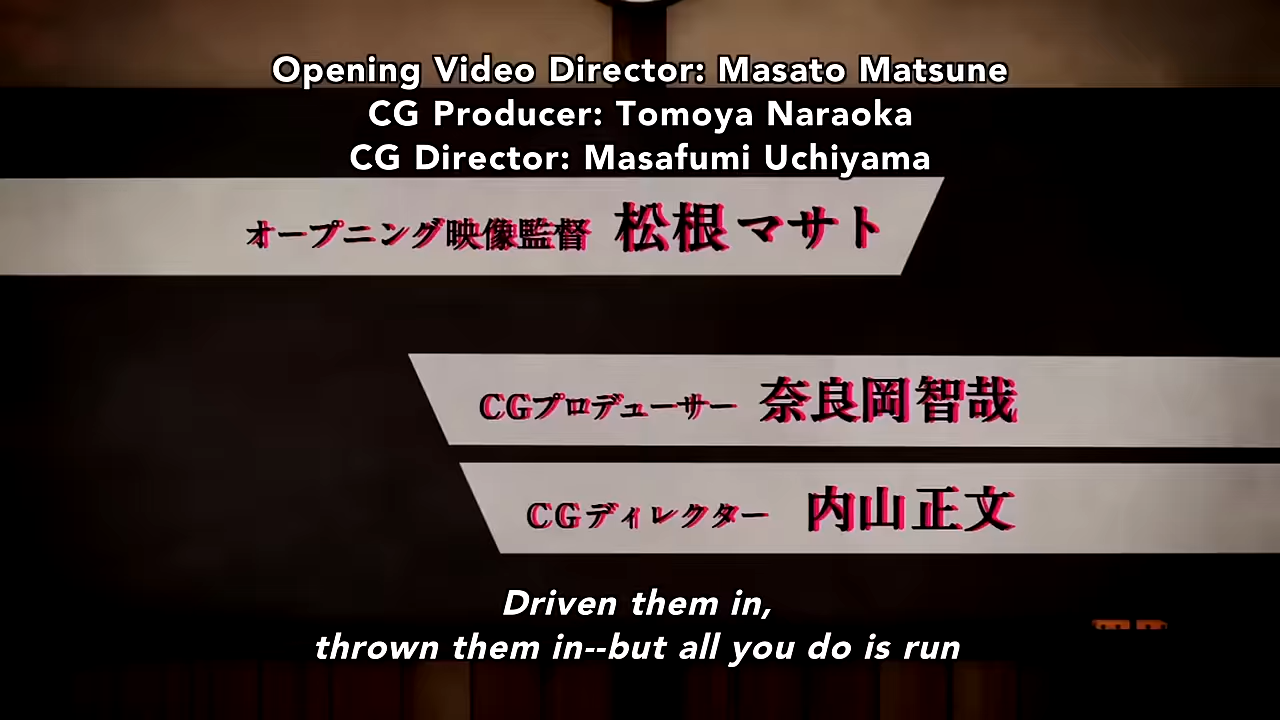 Opening Video Director: Masato Matsune
CG Producer: Tomoya Naraoka
CG Director: Masafumi Uchiyama
オープニング映像監督 松根マサト
CGプロデューサー 奈良岡智哉
CGディレクター 内山正文
Driven them in,
thrown them in--but all you do is run